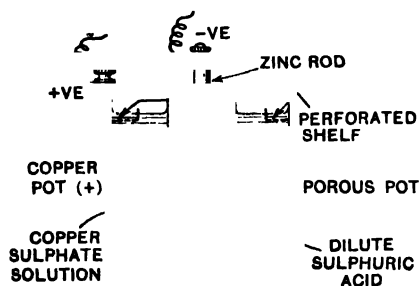 -VE
ZINC ROD
+VE
PERFORATED
SHELF
COPPER
POT (+)
POROUS POT
COPPER
SULPHATE
SOLUTION
DILUTE
SULPHURIC
ACID